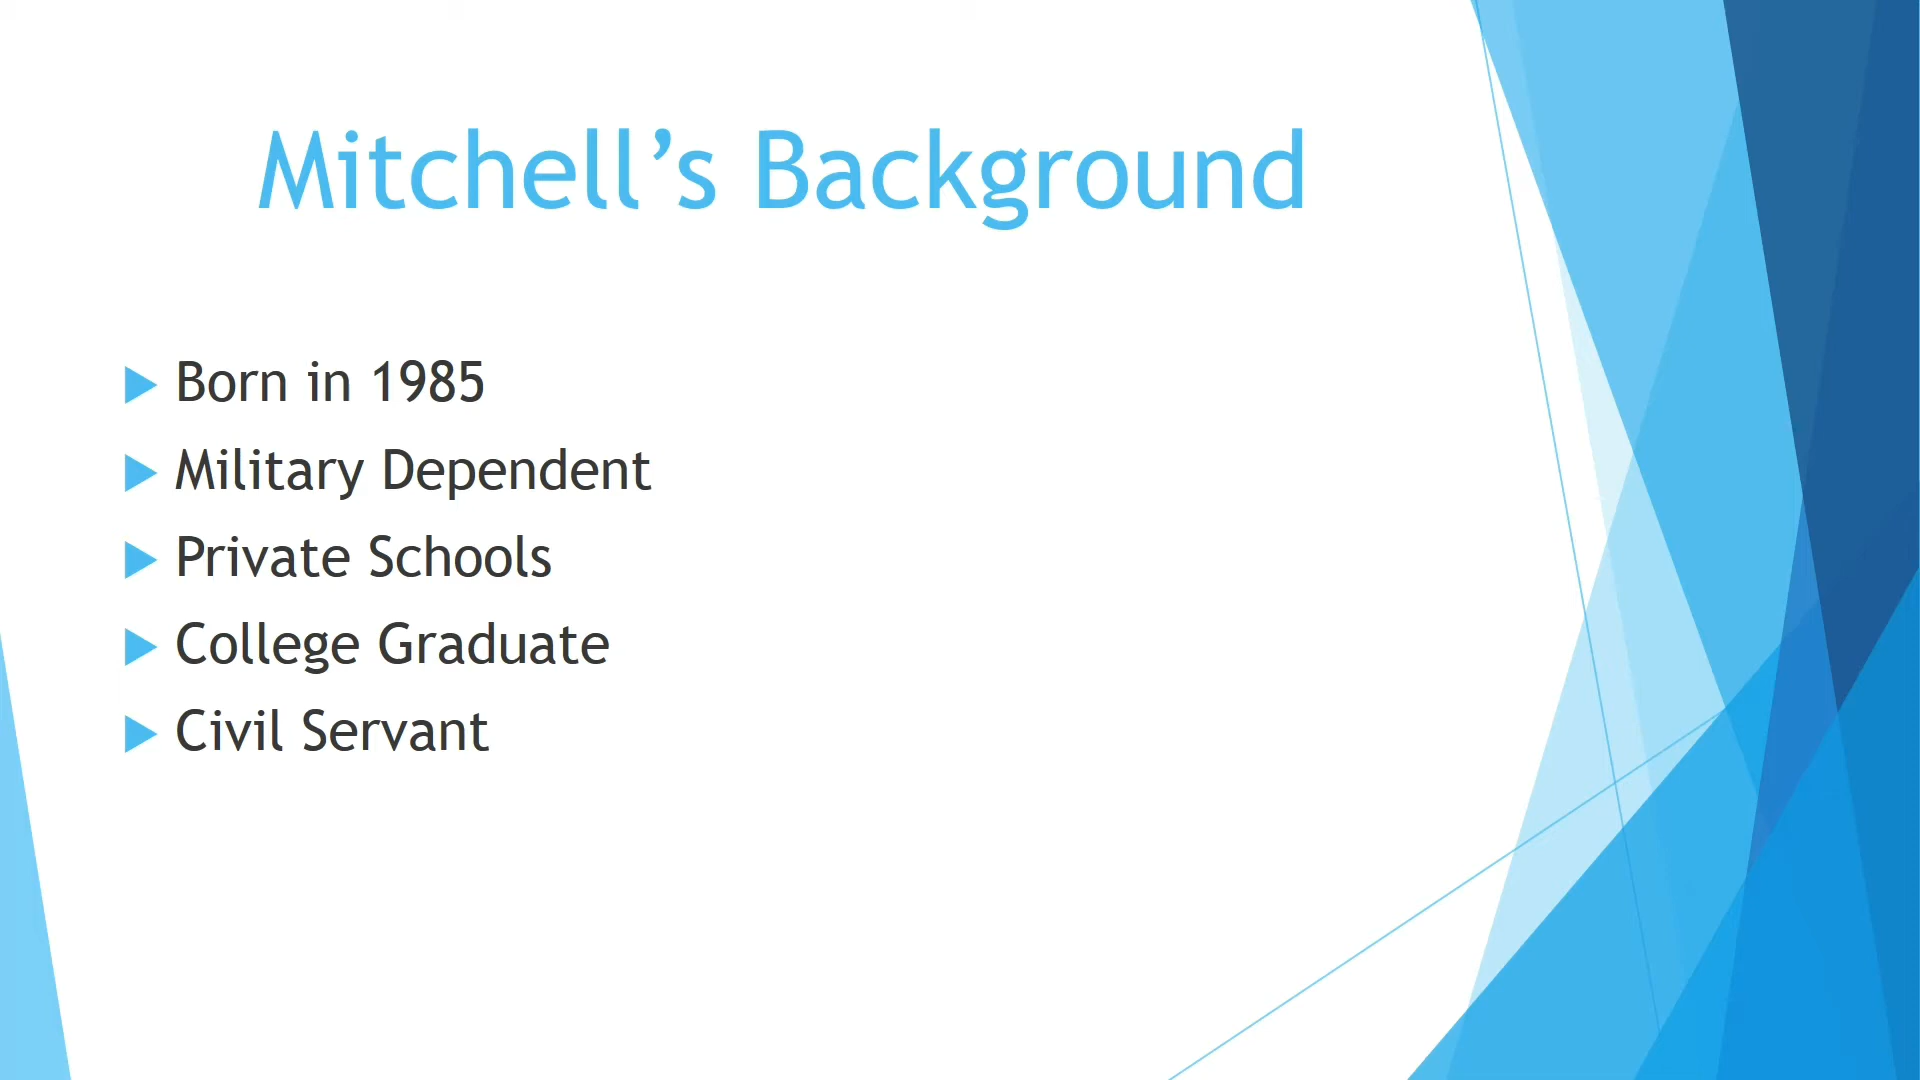 Mitchell’s Background
Born in 1985
Military Dependent
Private Schools
College Graduate
Civil Servant